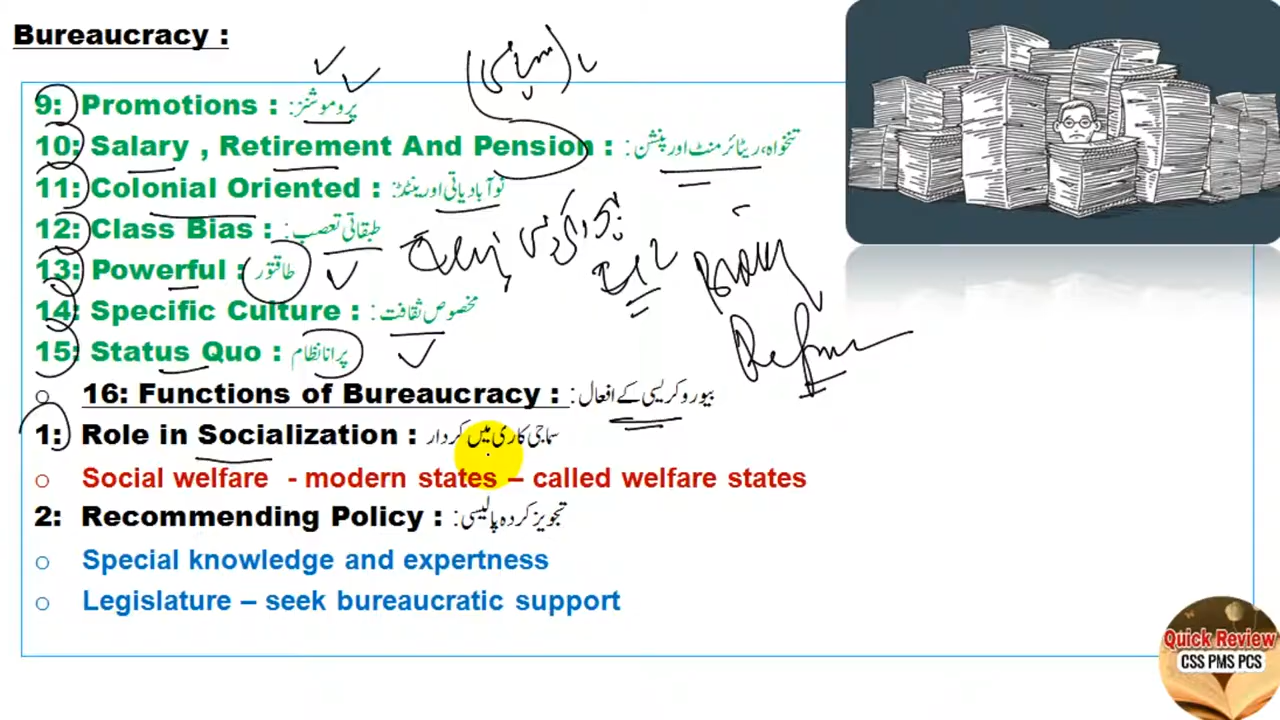 Bureaucracy :
9: Promotions : پروموشنز:
10: Salary , Retirement And Pension : تنخواہ، ریٹائرمنٹ اور پنشن :
11: Colonial Oriented : نوآبادیاتی اورینٹڈ:
12: Class Bias : طبقاتی تعصب :
13: Powerful : طاقتور
14: Specific Culture : مخصوص ثقافت :
15: Status Quo : پرانا نظام
16: Functions of Bureaucracy : بیوروکریسی کے افعال :
1: Role in Socialization : سماجی کاری میں کردار
Social welfare - modern states – called welfare states
2: Recommending Policy : تجویز کردہ پالیسی :
Special knowledge and expertness
Legislature – seek bureaucratic support
Quick Review
CSS PMS PCS